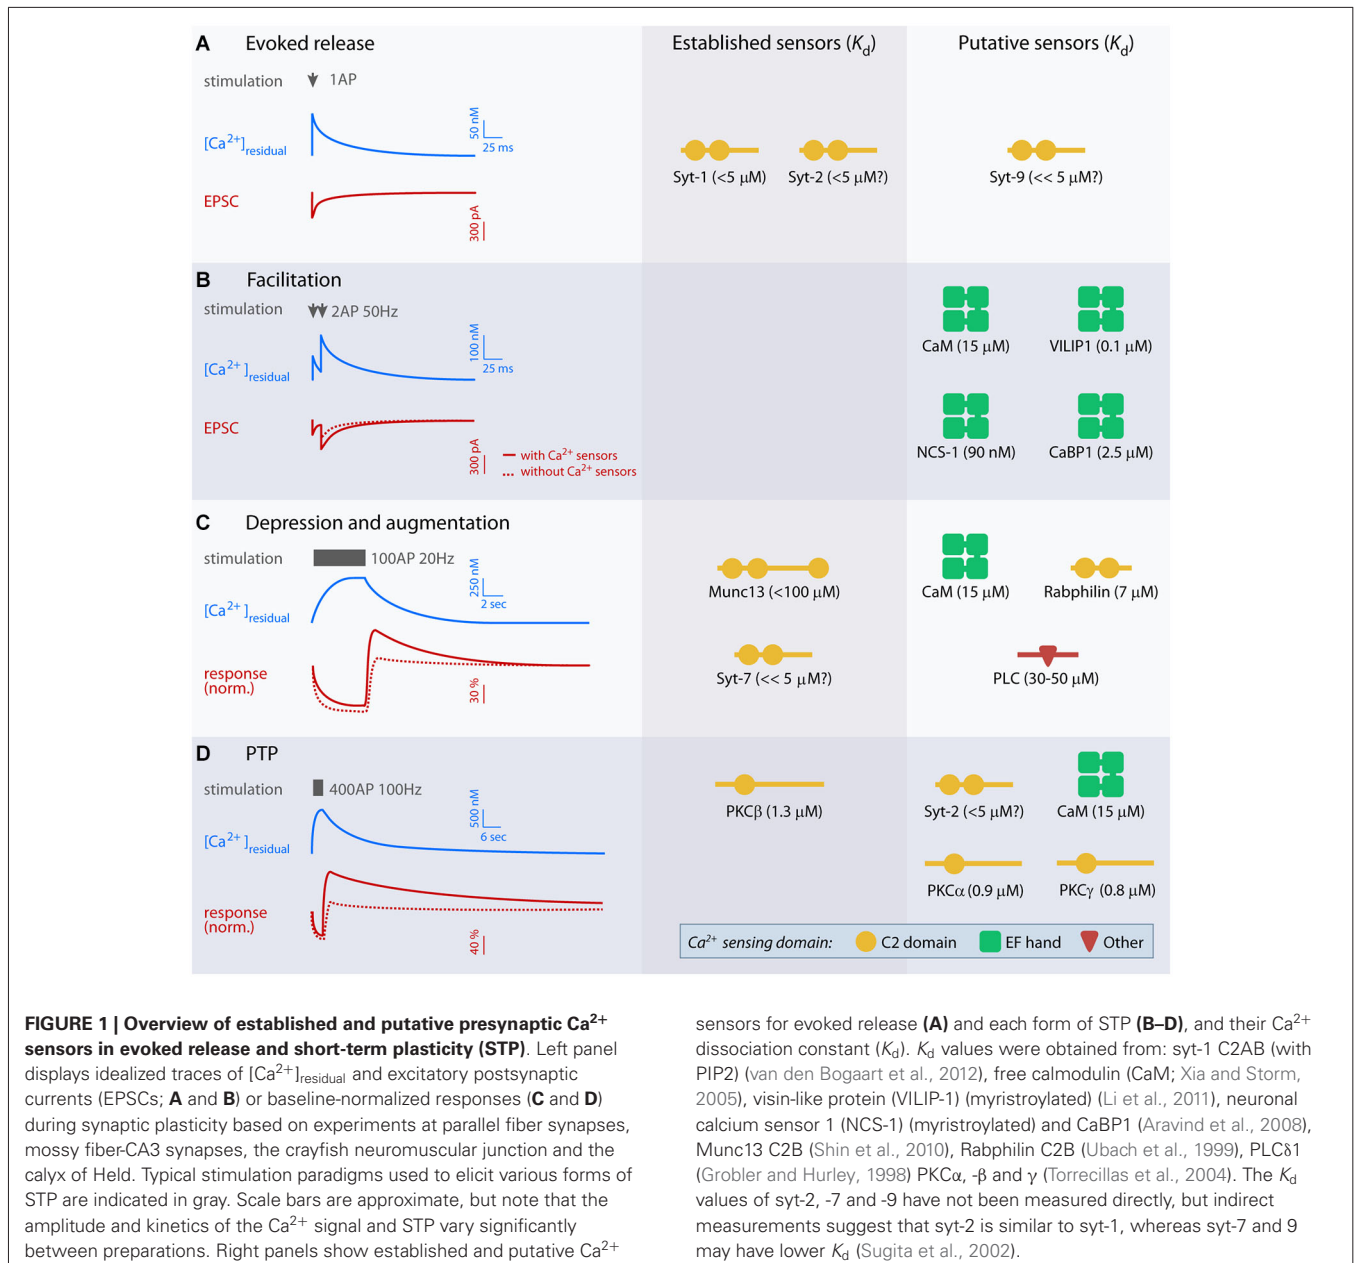 A Evoked release
Established sensors (Kd)
Putative sensors (Kd)
stimulation
1AP
[Ca2+]residual
50 nM
25 ms
EPSC
300 pA
Syt-1 (<5 μM)
Syt-2 (<5 μM?)
Syt-9 (<< 5 μM?)
B Facilitation
stimulation
2AP 50Hz
[Ca2+]residual
100 nM
25 ms
EPSC
300 pA
with Ca2+ sensors
without Ca2+ sensors
CaM (15 μM)
VILIP1 (0.1 μM)
NCS-1 (90 nM)
CaBP1 (2.5 μM)
C Depression and augmentation
stimulation
100AP 20Hz
[Ca2+]residual
250 nM
2 sec
response
(norm.)
30 %
Munc13 (<100 μM)
Syt-7 (<< 5 μM?)
CaM (15 μM)
Rabphilin (7 μM)
PLC (30-50 μM)
D PTP
stimulation
400AP 100Hz
[Ca2+]residual
500 nM
6 sec
response
(norm.)
40 %
PKCβ (1.3 μM)
Syt-2 (<5 μM?)
CaM (15 μM)
PKCα (0.9 μM)
PKCγ (0.8 μM)
Ca2+ sensing domain: C2 domain EF hand Other
FIGURE 1 | Overview of established and putative presynaptic Ca2+
sensors in evoked release and short-term plasticity (STP). Left panel
displays idealized traces of [Ca2+]residual and excitatory postsynaptic
currents (EPSCs; A and B) or baseline-normalized responses (C and D)
during synaptic plasticity based on experiments at parallel fiber synapses,
mossy fiber-CA3 synapses, the crayfish neuromuscular junction and the
calyx of Held. Typical stimulation paradigms used to elicit various forms of
STP are indicated in gray. Scale bars are approximate, but note that the
amplitude and kinetics of the Ca2+ signal and STP vary significantly
between preparations. Right panels show established and putative Ca2+
sensors for evoked release (A) and each form of STP (B–D), and their Ca2+
dissociation constant (Kd). Kd values were obtained from: syt-1 C2AB (with
PIP2) (van den Bogaart et al., 2012), free calmodulin (CaM; Xia and Storm,
2005), visin-like protein (VILIP-1) (myristroylated) (Li et al., 2011), neuronal
calcium sensor 1 (NCS-1) (myristroylated) and CaBP1 (Aravind et al., 2008),
Munc13 C2B (Shin et al., 2010), Rabphilin C2B (Ubach et al., 1999), PLCδ1
(Grobler and Hurley, 1998) PKCα, -β and γ (Torrecillas et al., 2004). The Kd
values of syt-2, -7 and -9 have not been measured directly, but indirect
measurements suggest that syt-2 is similar to syt-1, whereas syt-7 and 9
may have lower Kd (Sugita et al., 2002).